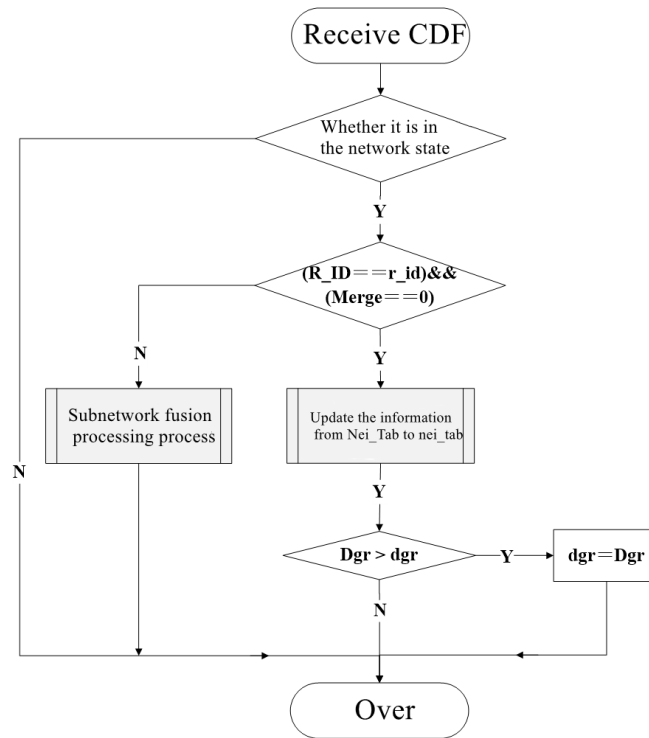 Receive CDF
Whether it is in
the network state
Y
(R_ID==r_id)&&
(Merge==0)
N
Y
Subnetwork fusion
processing process
Update the information
from Nei_Tab to nei_tab
N
Y
Dgr > dgr
Y
dgr=Dgr
N
Over